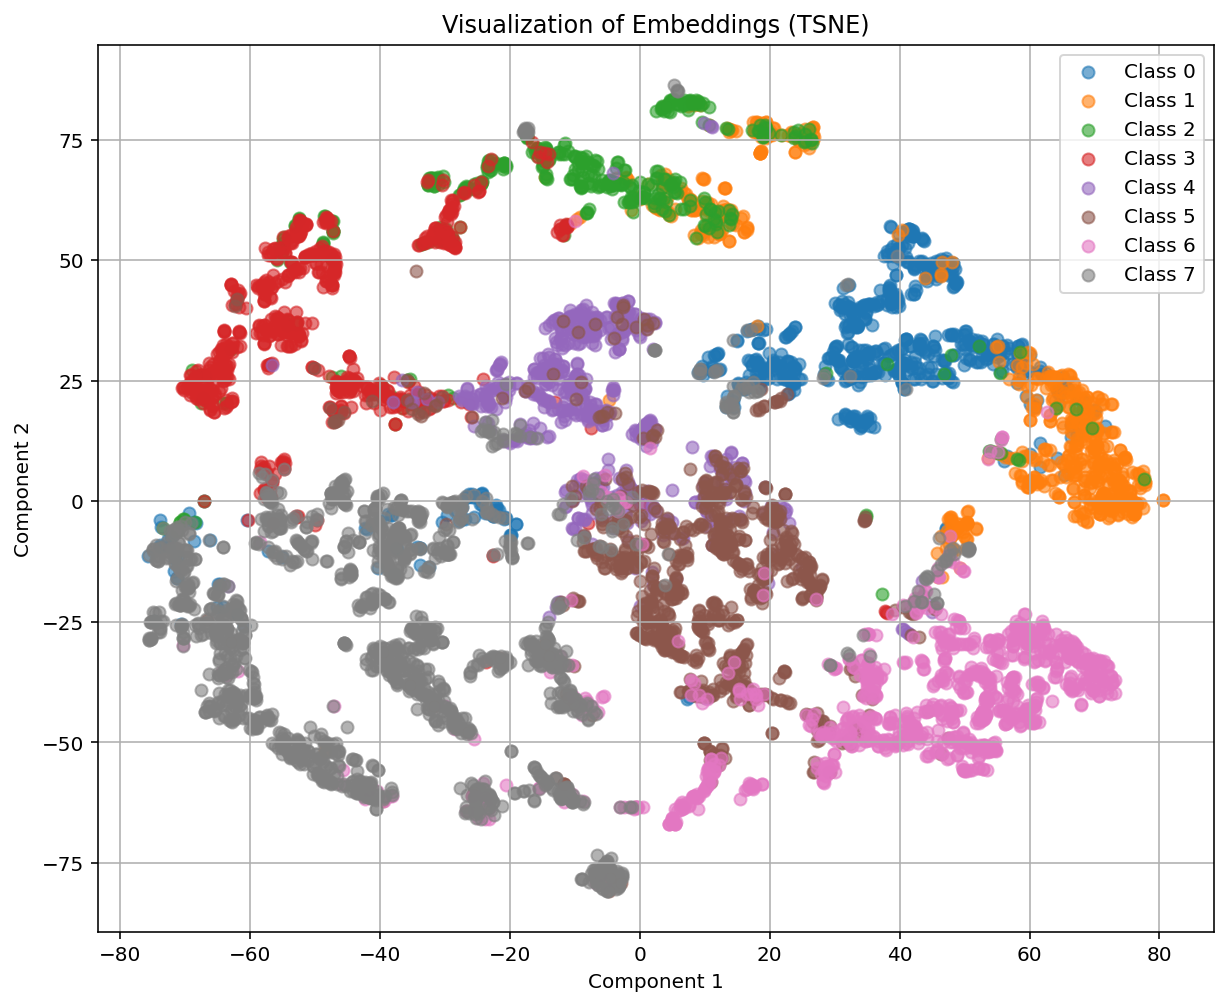 Visualization of Embeddings (TSNE)
Class 0
Class 1
Class 2
Class 3
Class 4
Class 5
Class 6
Class 7
75
50
25
0
−25
−50
−75
Component 2
−80
−60
−40
−20
0
20
40
60
80
Component 1